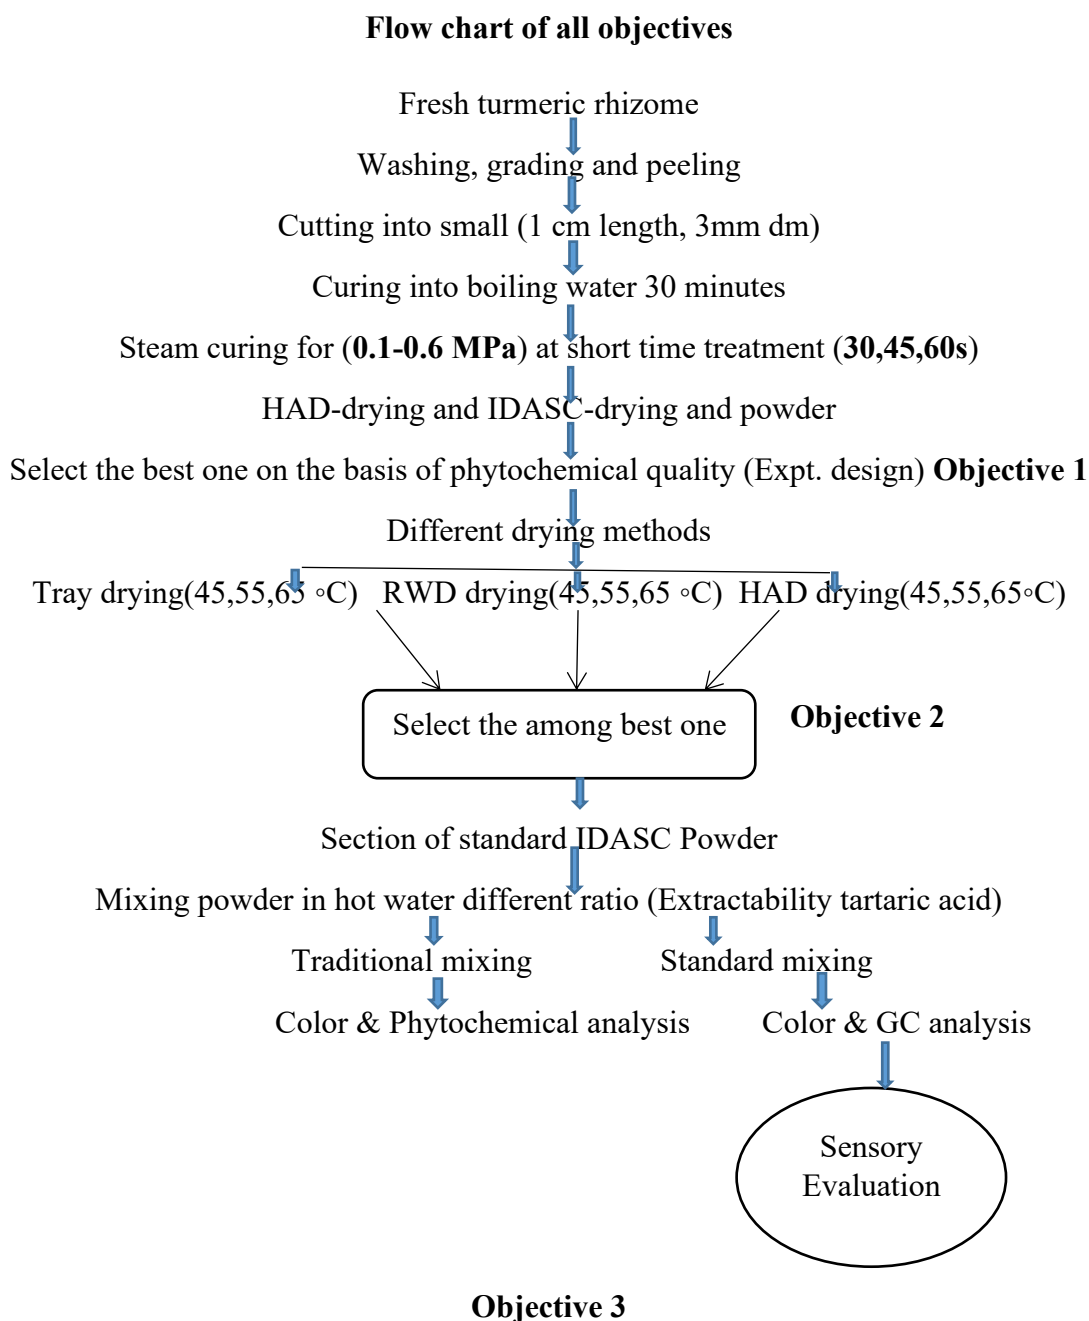 Flow chart of all objectives
Fresh turmeric rhizome
Washing, grading and peeling
Cutting into small (1 cm length, 3mm dm)
Curing into boiling water 30 minutes
Steam curing for (0.1-0.6 MPa) at short time treatment (30,45,60s)
HAD-drying and IDASC-drying and powder
Select the best one on the basis of phytochemical quality (Expt. design) Objective 1
Different drying methods
Tray drying(45,55,65 ◦C) RWD drying(45,55,65 ◦C) HAD drying(45,55,65◦C)
Select the among best one
Objective 2
Section of standard IDASC Powder
Mixing powder in hot water different ratio (Extractability tartaric acid)
Traditional mixing Standard mixing
Color & Phytochemical analysis Color & GC analysis
Sensory
Evaluation
Objective 3